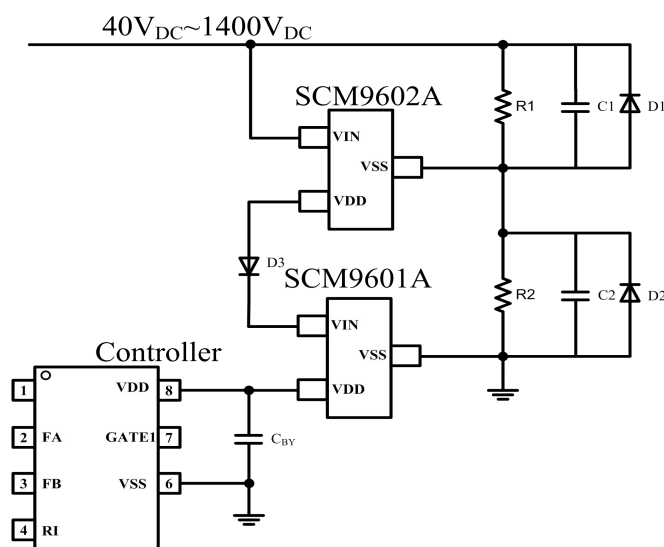 40VDC~1400VDC
SCM9602A
VIN
VSS
VDD
R1
C1
D1
D3
SCM9601A
VIN
VSS
VDD
R2
C2
D2
Controller
1
VDD
8
2
FA
GATE1
7
CBY
3
FB
VSS
6
4
RI